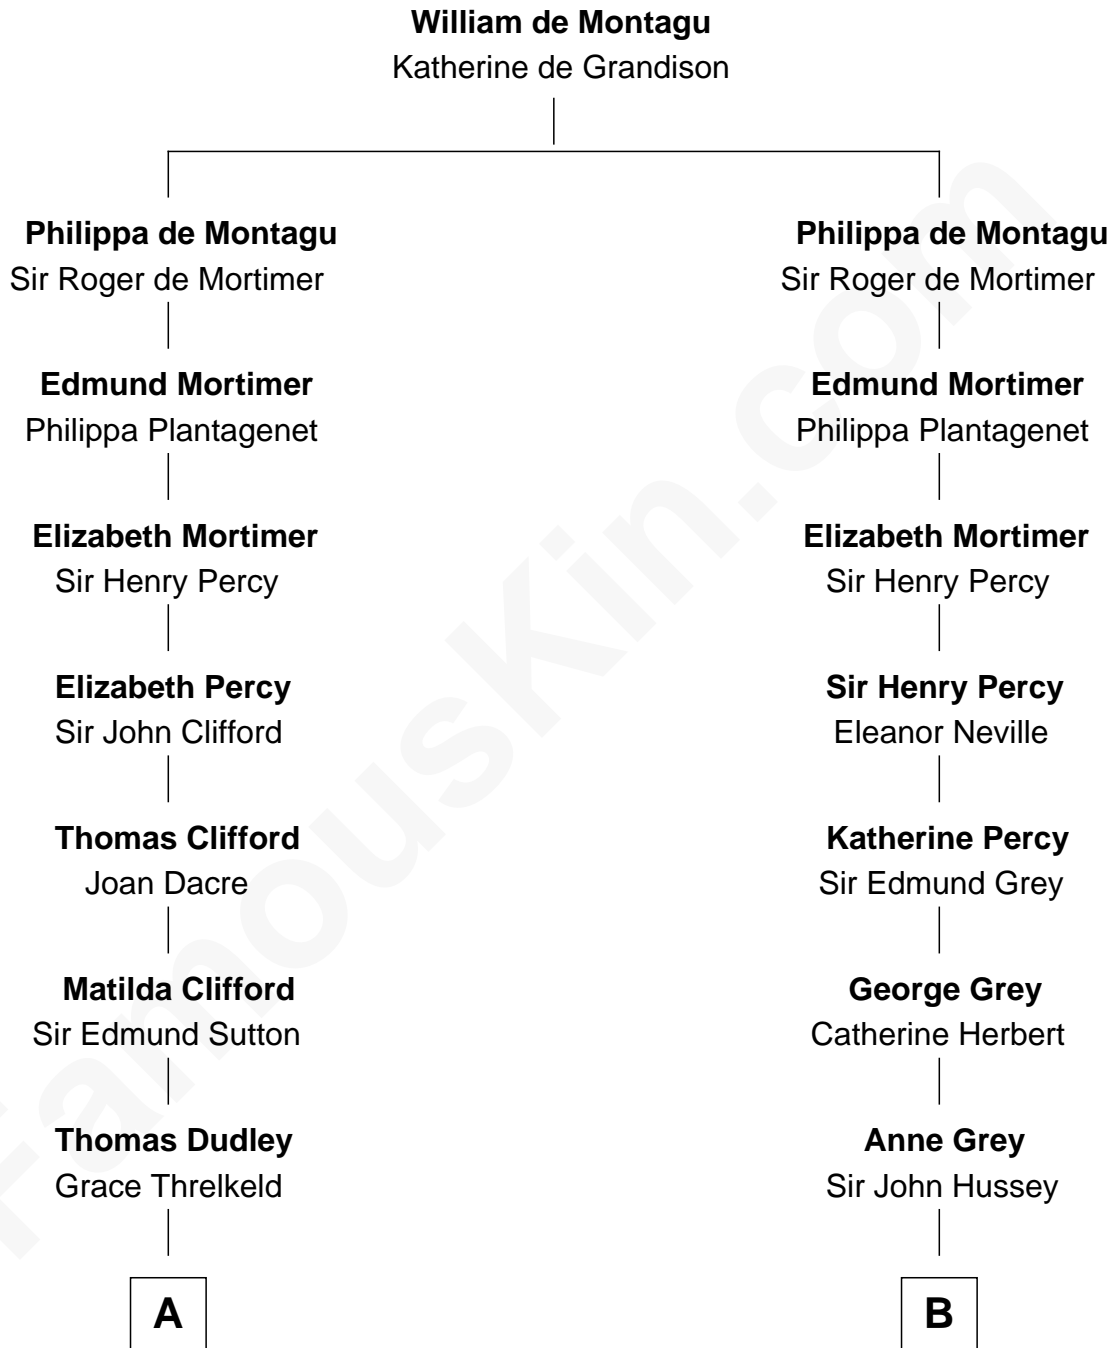 William de Montagu
Katherine de Grandison
Philippa de Montagu
Sir Roger de Mortimer
Philippa de Montagu
Sir Roger de Mortimer
Edmund Mortimer
Philippa Plantagenet
Edmund Mortimer
Philippa Plantagenet
Elizabeth Mortimer
Sir Henry Percy
Elizabeth Mortimer
Sir Henry Percy
Elizabeth Percy
Sir John Clifford
Sir Henry Percy
Eleanor Neville
Thomas Clifford
Joan Dacre
Katherine Percy
Sir Edmund Grey
Matilda Clifford
Sir Edmund Sutton
George Grey
Catherine Herbert
Thomas Dudley
Grace Threlkeld
Anne Grey
Sir John Hussey
A
B
FamousKin.com